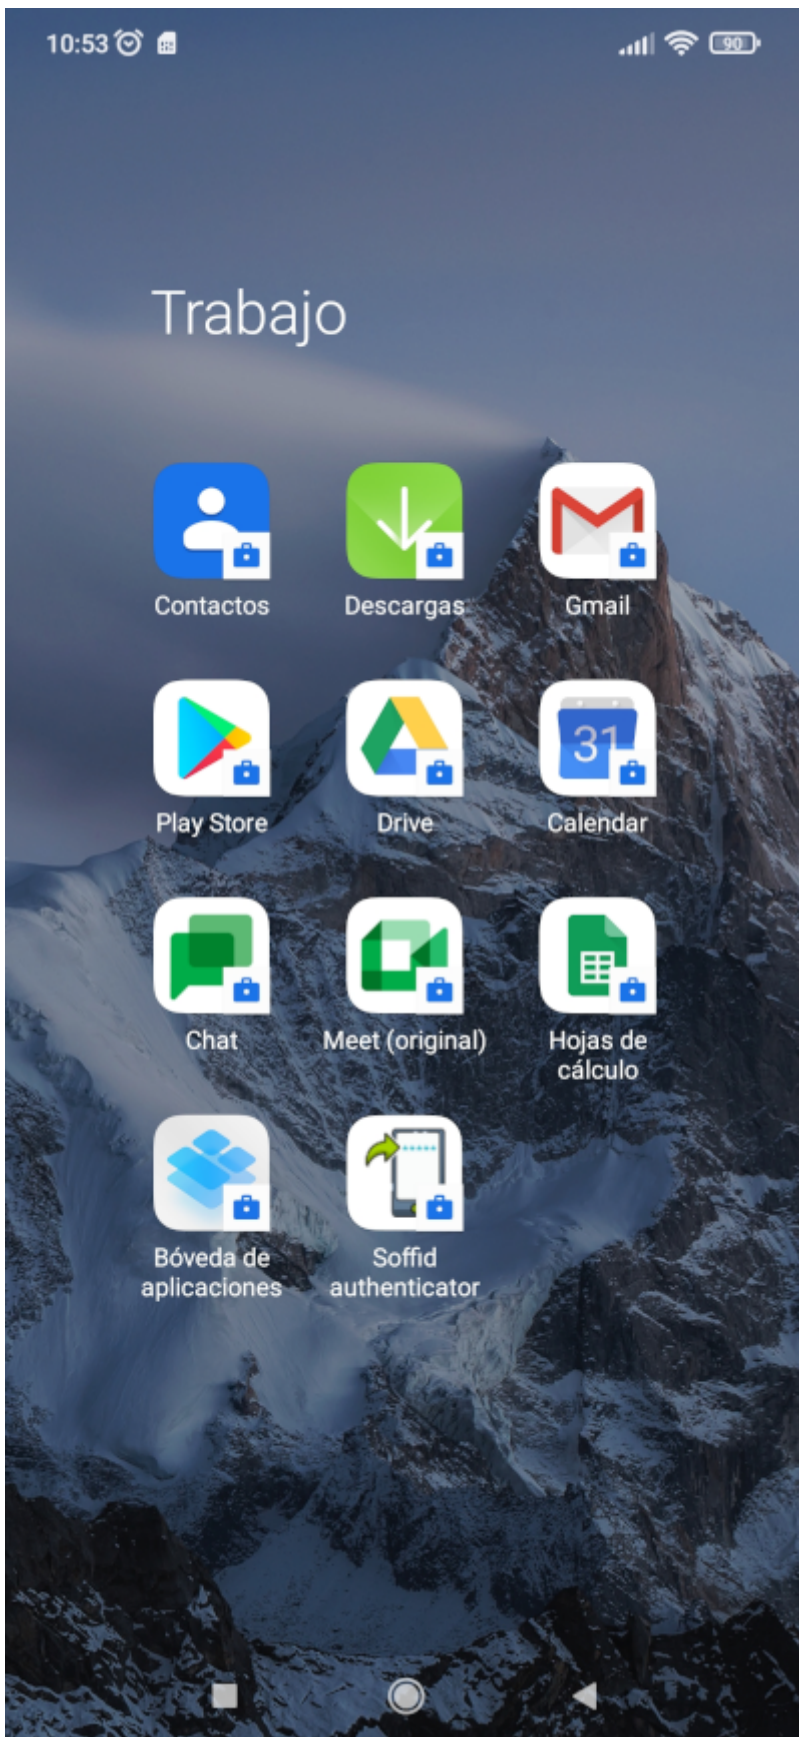 10:53
90
Trabajo
Contactos
Descargas
Gmail
Play Store
Drive
31
Calendar
Chat
Meet (original)
Hojas de
cálculo
Bóveda de
aplicaciones
Soffid
authenticator